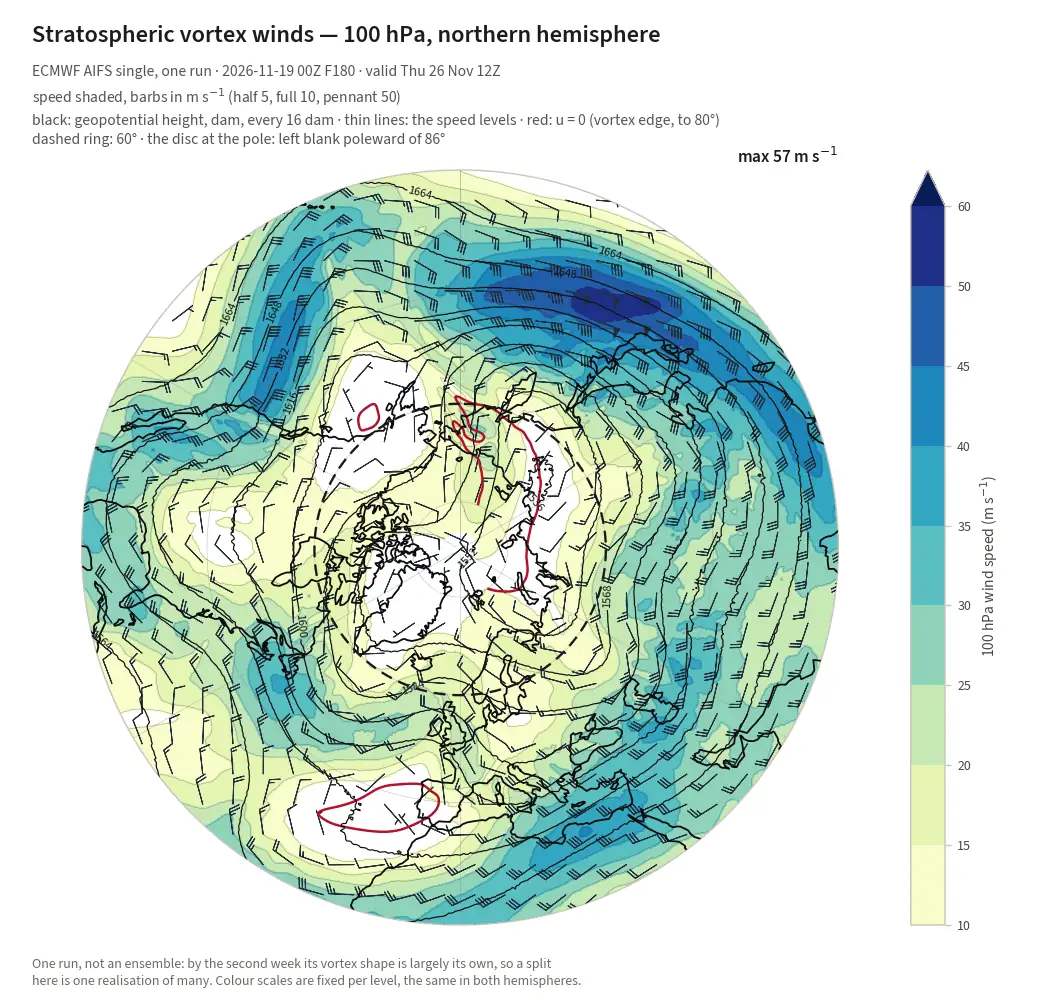 Stratospheric vortex winds — 100 hPa, northern hemisphere
ECMWF AIFS single, one run · 2026-11-19 00Z F180 · valid Thu 26 Nov 12Z
speed shaded, barbs in m s⁻¹ (half 5, full 10, pennant 50)
black: geopotential height, dam, every 16 dam · thin lines: the speed levels · red: u = 0 (vortex edge, to 80°)
dashed ring: 60° · the disc at the pole: left blank poleward of 86°
max 57 m s⁻¹
1664
1664
1648
1664
1648
1632
1616
1568
1600
60
50
45
40
35
30
25
20
15
10
100 hPa wind speed (m s⁻¹)
One run, not an ensemble: by the second week its vortex shape is largely its own, so a split
here is one realisation of many. Colour scales are fixed per level, the same in both hemispheres.